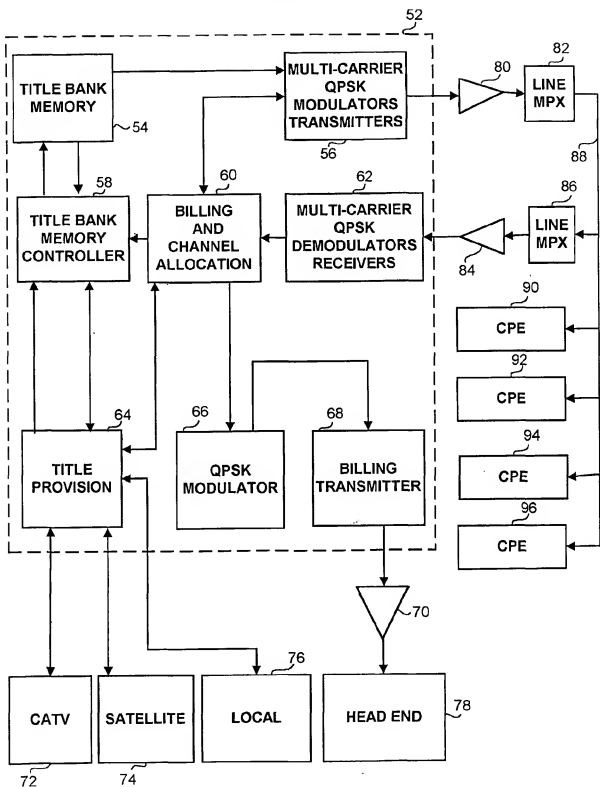 52
TITLE BANK
MEMORY
54
MULTI-CARRIER
QPSK
MODULATORS
TRANSMITTERS
56
80
82
LINE
MPX
88
58
TITLE BANK
MEMORY
CONTROLLER
60
BILLING
AND
CHANNEL
ALLOCATION
62
MULTI-CARRIER
QPSK
DEMODULATORS
RECEIVERS
84
86
LINE
MPX
90
CPE
92
CPE
94
CPE
96
CPE
64
TITLE
PROVISION
66
QPSK
MODULATOR
68
BILLING
TRANSMITTER
70
CATV
72
SATELLITE
74
76
LOCAL
HEAD END
78